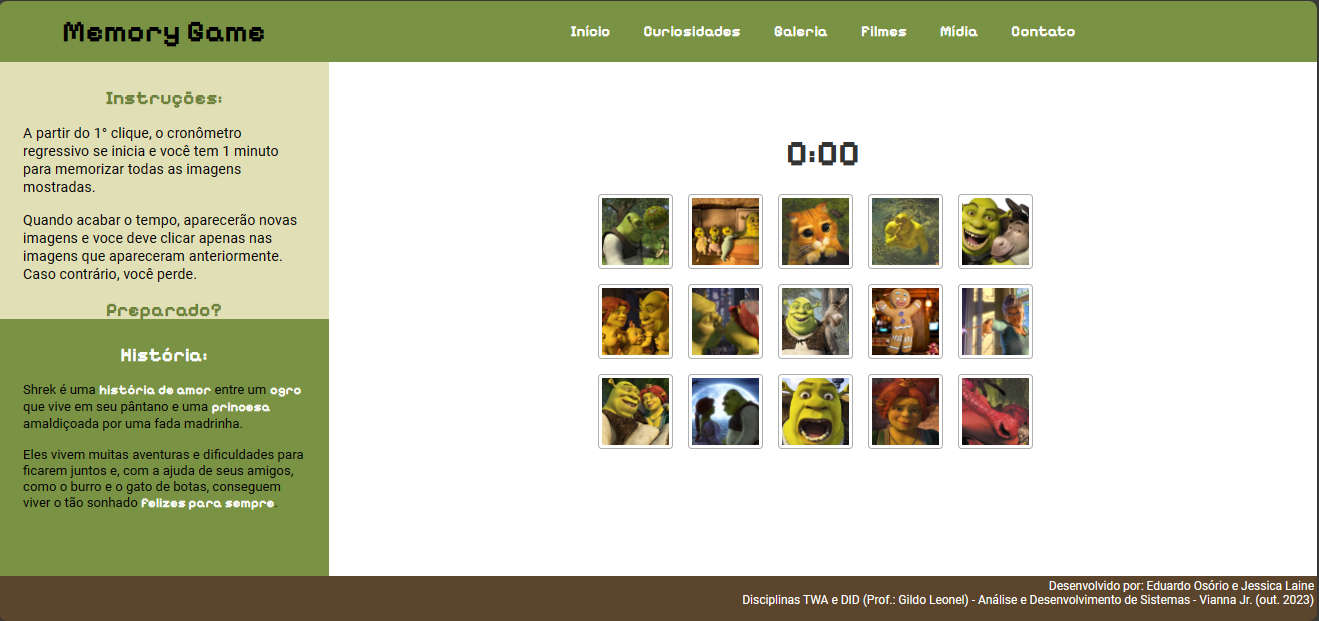 Memory Game
Início Curiosidades Galeria Filmes Mídia Contato
Instruções:
A partir do 1° clique, o cronômetro
regressivo se inicia e você tem 1 minuto
para memorizar todas as imagens
mostradas.
Quando acabar o tempo, aparecerão novas
imagens e voce deve clicar apenas nas
imagens que apareceram anteriormente.
Caso contrário, você perde.
Preparado?
História:
Shrek é uma história de amor entre um ogro
que vive em seu pântano e uma princesa
amaldiçoada por uma fada madrinha.
Eles vivem muitas aventuras e dificuldades para
ficarem juntos e, com a ajuda de seus amigos,
como o burro e o gato de botas, conseguem
viver o tão sonhado felizes para sempre.
0:00
Desenvolvido por: Eduardo Osório e Jessica Laine
Disciplinas TWA e DID (Prof.: Gildo Leonel) - Análise e Desenvolvimento de Sistemas - Vianna Jr. (out. 2023)